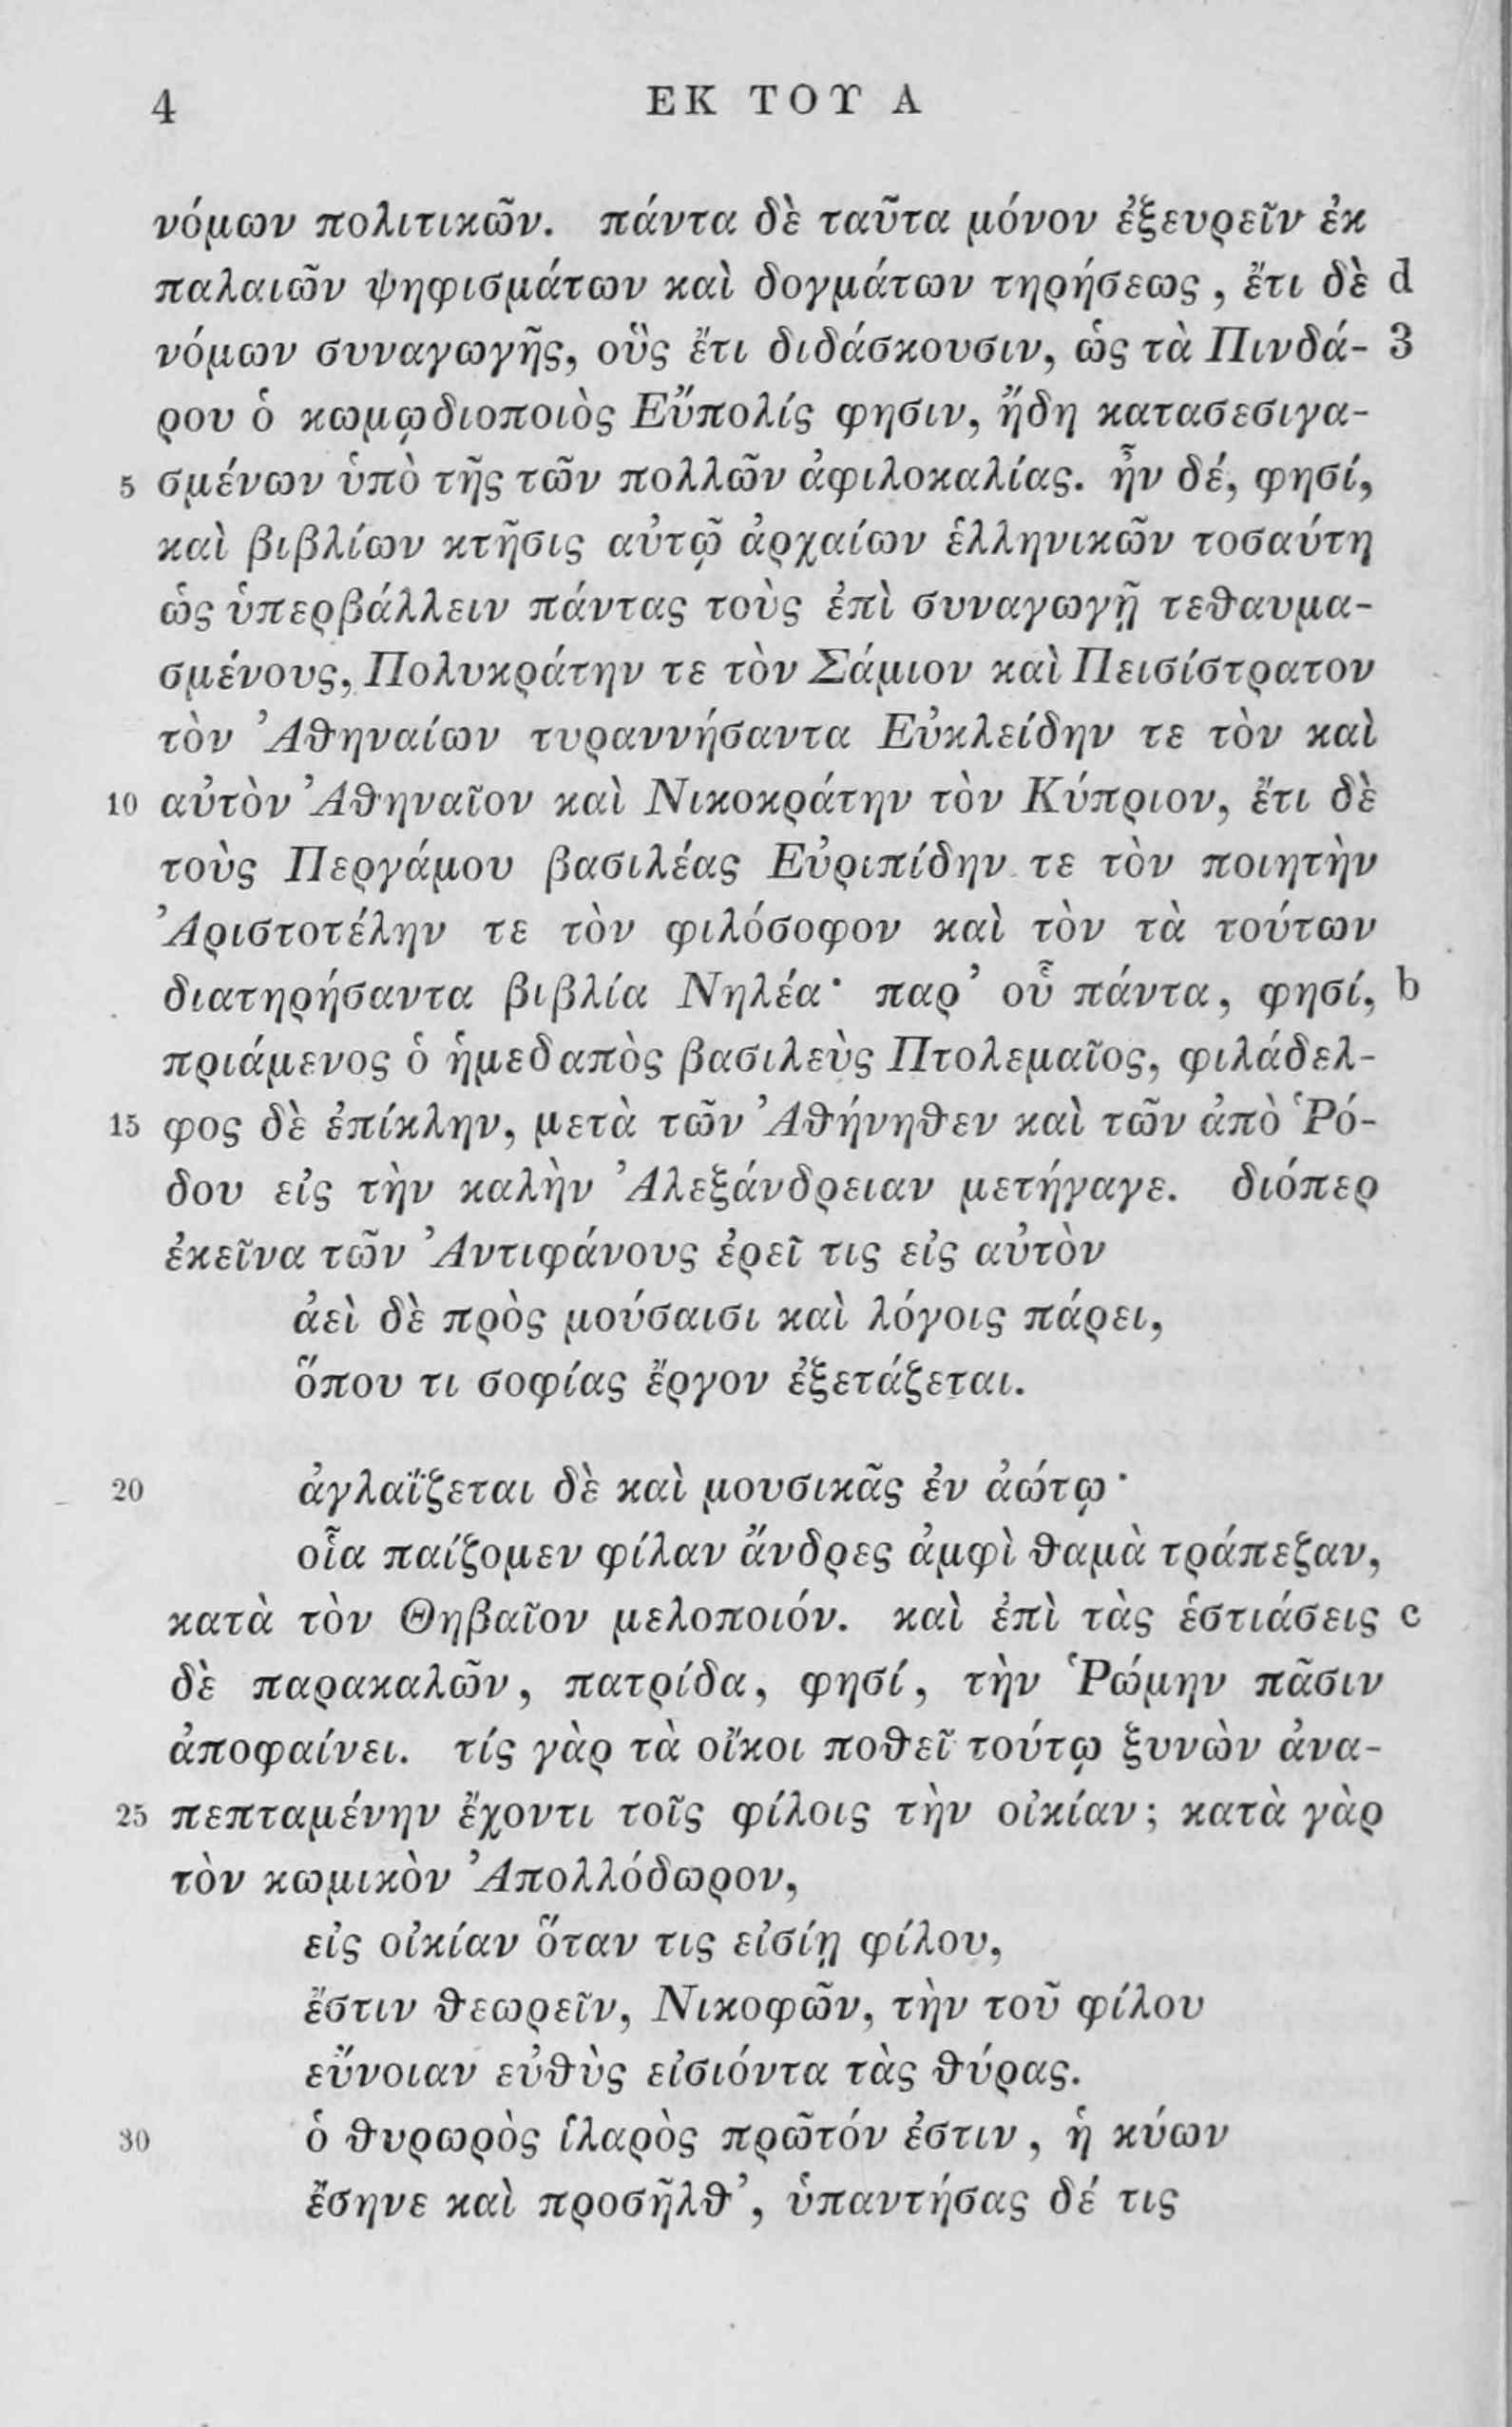 4 ΕΚ ΤΟΥ Α
νόμων πολιτικῶν. πάντα δὲ ταῦτα μόνον ἐξευρεῖν ἐκ
παλαιῶν ψηφισμάτων καὶ δογμάτων τηρήσεως, ἔτι δὲ d
νόμων συναγωγῆς, οὓς ἔτι διδάσκουσιν, ὡς τὰ Πινδά- 3
ρου ὁ κωμῳδιοποιὸς Εὔπολίς φησιν, ἤδη κατασεσιγα-
5 σμένων ὑπὸ τῆς τῶν πολλῶν ἀφιλοκαλίας. ἦν δέ, φησί,
καὶ βιβλίων κτῆσις αὐτῷ ἀρχαίων ἑλληνικῶν τοσαύτη
ὡς ὑπερβάλλειν πάντας τοὺς ἐπὶ συναγωγῇ τεθαυμα-
σμένους, Πολυκράτην τε τὸν Σάμιον καὶ Πεισίστρατον
τὸν Ἀθηναίων τυραννήσαντα Εὐκλείδην τε τὸν καὶ
10 αὐτὸν Ἀθηναῖον καὶ Νικοκράτην τὸν Κύπριον, ἔτι δὲ
τοὺς Περγάμου βασιλέας Εὐριπίδην τε τὸν ποιητὴν
Ἀριστοτέλην τε τὸν φιλόσοφον καὶ τὸν τὰ τούτων
διατηρήσαντα βιβλία Νηλέα· παρ’ οὗ πάντα, φησί, b
πριάμενος ὁ ἡμεδαπὸς βασιλεὺς Πτολεμαῖος, φιλάδελ-
15 φος δὲ ἐπίκλην, μετὰ τῶν Ἀθήνηθεν καὶ τῶν ἀπὸ Ῥό-
δου εἰς τὴν καλὴν Ἀλεξάνδρειαν μετήγαγε. διόπερ
ἐκεῖνα τῶν Ἀντιφάνους ἐρεῖ τις εἰς αὐτὸν
ἀεὶ δὲ πρὸς μούσαισι καὶ λόγοις πάρει,
ὅπου τι σοφίας ἔργον ἐξετάζεται.
20 ἀγλαΐζεται δὲ καὶ μουσικᾶς ἐν ἀώτῳ·
οἷα παίζομεν φίλαν ἄνδρες ἀμφὶ θαμὰ τράπεζαν,
κατὰ τὸν Θηβαῖον μελοποιόν. καὶ ἐπὶ τὰς ἑστιάσεις c
δὲ παρακαλῶν, πατρίδα, φησί, τὴν Ῥώμην πᾶσιν
ἀποφαίνει. τίς γὰρ τὰ οἴκοι ποθεῖ τούτῳ ξυνὼν ἀνα-
25 πεπταμένην ἔχοντι τοῖς φίλοις τὴν οἰκίαν; κατὰ γὰρ
τὸν κωμικὸν Ἀπολλόδωρον,
εἰς οἰκίαν ὅταν τις εἰσίῃ φίλου,
ἔστιν θεωρεῖν, Νικοφῶν, τὴν τοῦ φίλου
εὔνοιαν εὐθὺς εἰσιόντα τὰς θύρας.
30 ὁ θυρωρὸς ἱλαρὸς πρῶτόν ἐστιν, ἡ κύων
ἔσηνε καὶ προσῆλθ’, ὑπαντήσας δέ τις